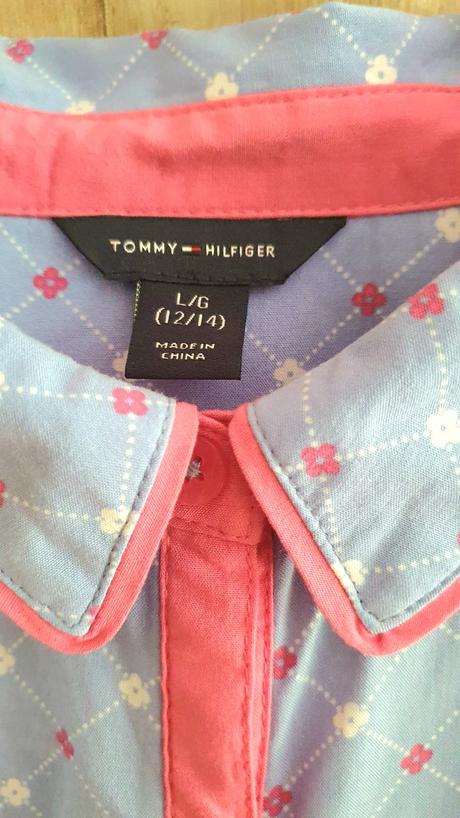 TOMMY HILFIGER
L/G
(12/14)
MADE IN
CHINA